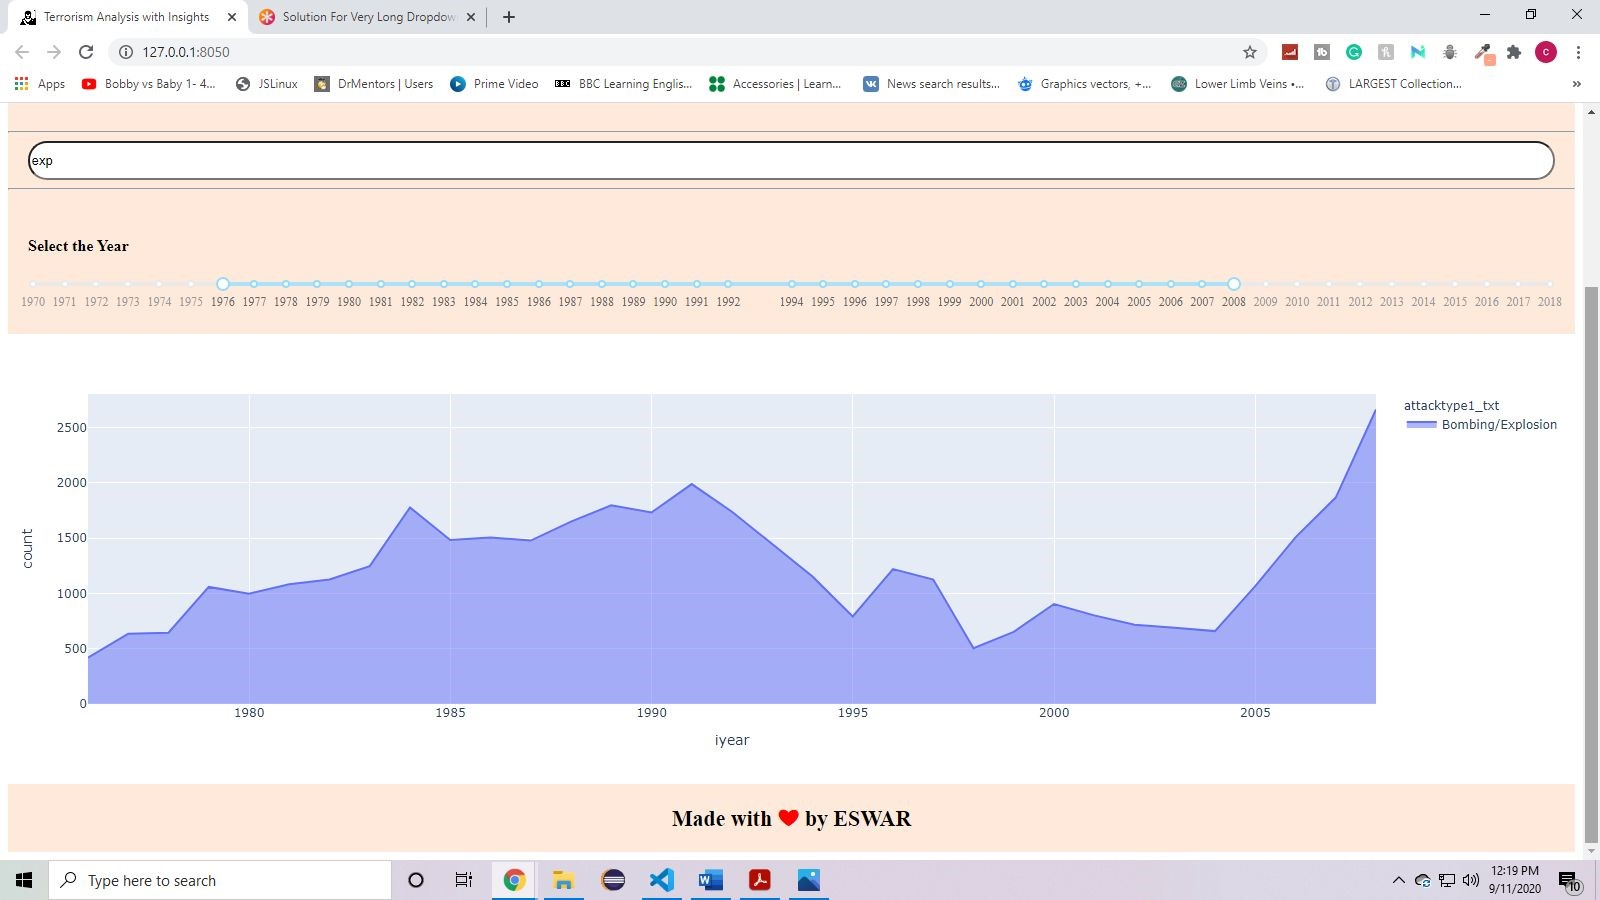 Terrorism Analysis with Insights
Solution For Very Long Dropdow
127.0.0.1:8050
Apps
Bobby vs Baby 1- 4...
JSLinux
DrMentors | Users
Prime Video
BBC
BBC Learning Englis...
Accessories | Learn...
News search results...
Graphics vectors, +...
Lower Limb Veins •...
LARGEST Collection...
»
exp
Select the Year
1970 1971 1972 1973 1974 1975 1976 1977 1978 1979 1980 1981 1982 1983 1984 1985 1986 1987 1988 1989 1990 1991 1992 1994 1995 1996 1997 1998 1999 2000 2001 2002 2003 2004 2005 2006 2007 2008 2009 2010 2011 2012 2013 2014 2015 2016 2017 2018
attacktype1_txt
Bombing/Explosion
2500
2000
1500
1000
500
0
count
1980 1985 1990 1995 2000 2005
iyear
Made with ❤ by ESWAR
Type here to search
12:19 PM
9/11/2020
10